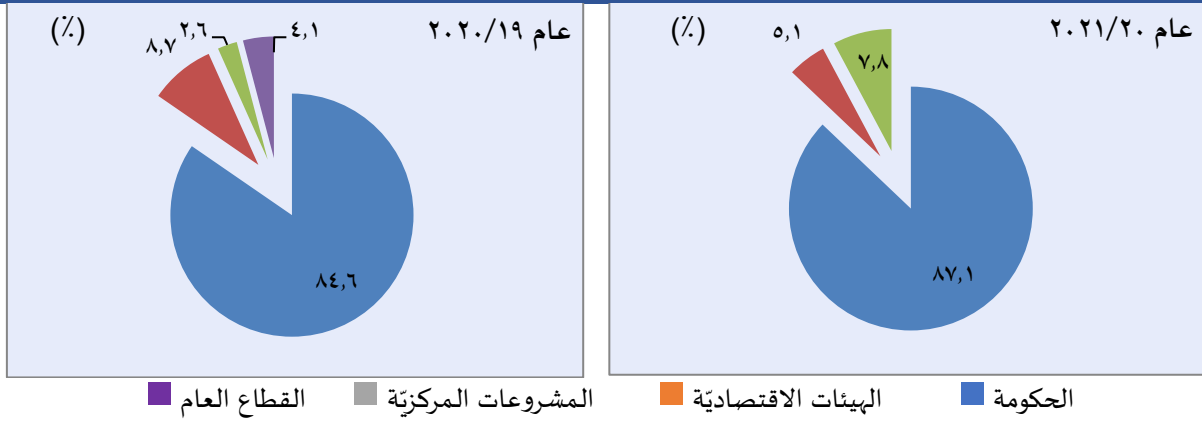 عام ٢٠٢١/٢٠
(٪)
٧,٨
٥,١
٨٧,١
عام ٢٠٢٠/١٩
(٪)
٤,١
٢,٦
٨,٧
٨٤,٦
الحكومة
الهيئات الاقتصاديّة
المشروعات المركزيّة
القطاع العام